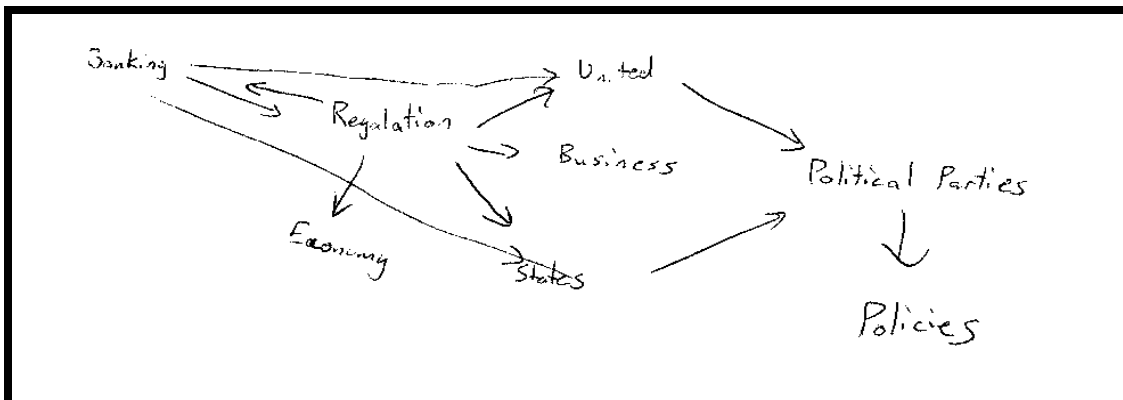 Banking
United
Regulation
Business
Political Parties
Economy
States
Policies